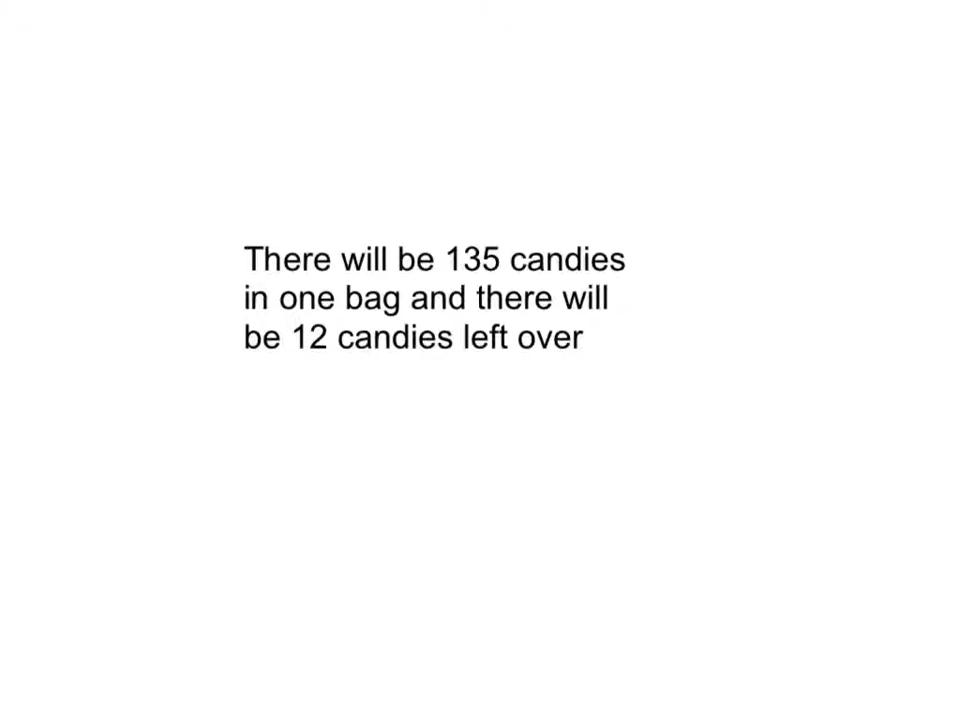 There will be 135 candies
in one bag and there will
be 12 candies left over